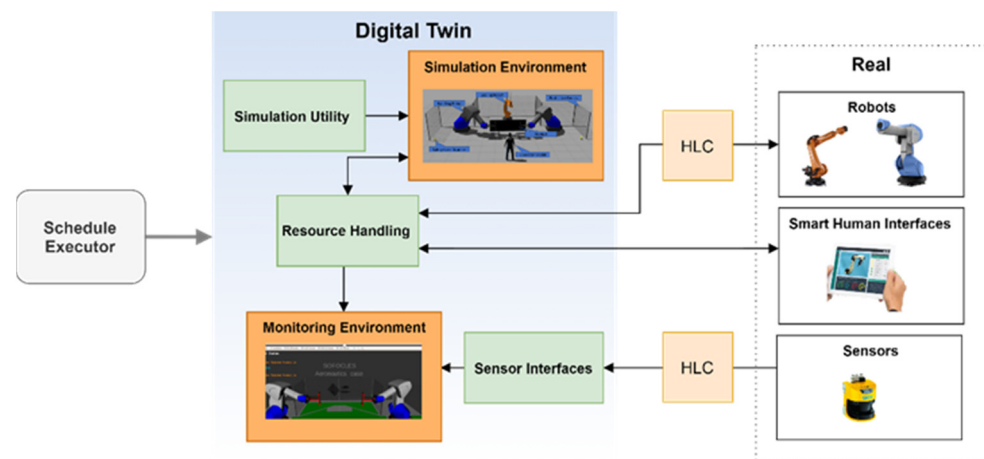 Digital Twin
Simulation Environment
Simulation Utility
Resource Handling
Schedule
Executor
Monitoring Environment
Sensor Interfaces
HLC
HLC
Real
Robots
Smart Human Interfaces
Sensors